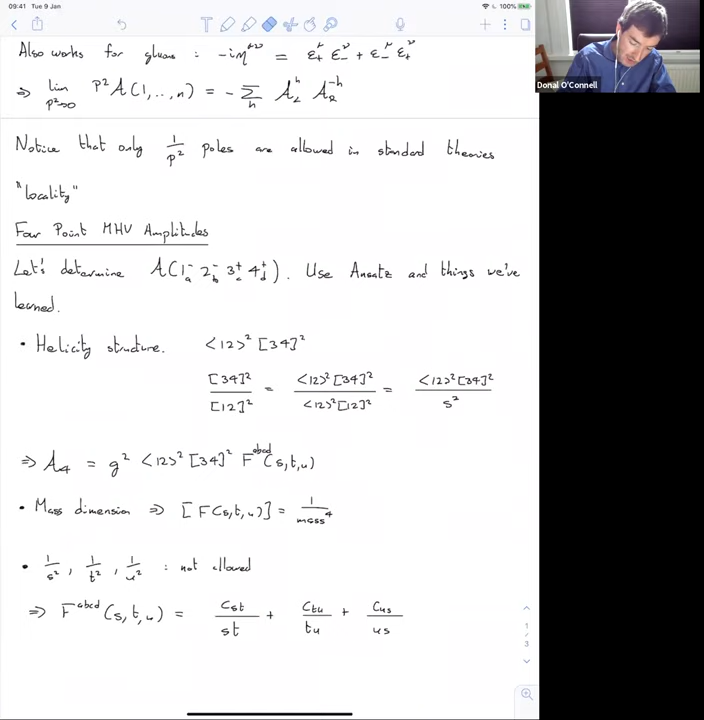 09:41 Tue 9 Jan
100%
Also works for gluons : -iη^{μν} = ε₊^μ ε₋^ν + ε₋^μ ε₊^ν
⇒ lim_{p²→0} p² A(1,..,n) = - Σ_h A_L^h A_R^{-h}
Notice that only 1/p² poles are allowed in standard theories
"locality"
Four Point MHV Amplitudes
Let's determine A(1_a^- 2_b^- 3_c^+ 4_d^+). Use Ansatz and things we've
learned.
• Helicity structure. <12>² [34]²
[34]²/[12]² = <12>² [34]²/<12>² [12]² = <12>² [34]²/s²
⇒ A₄ = g² <12>² [34]² F^{abcd}(s,t,u)
• Mass dimension ⇒ [F(s,t,u)] = 1/mass⁴
• 1/s², 1/t², 1/u² : not allowed
⇒ F^{abcd}(s,t,u) = C_{st}/st + C_{tu}/tu + C_{us}/us
Donal O'Connell
1
/
3